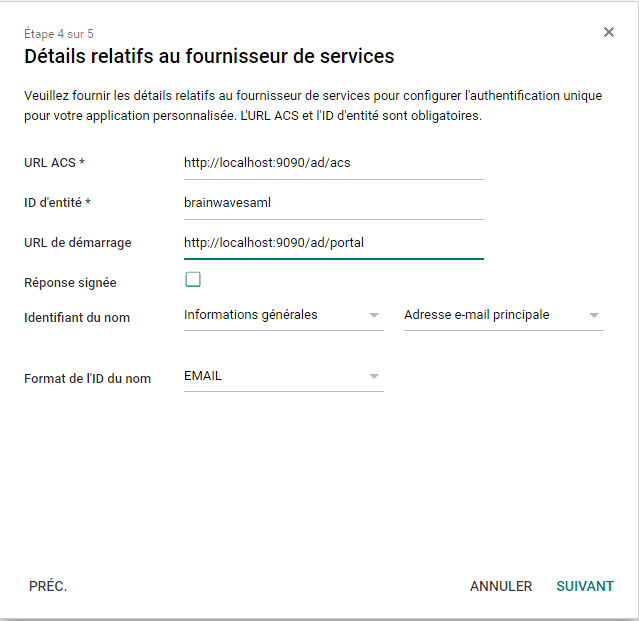 Étape 4 sur 5
Détails relatifs au fournisseur de services
Veuillez fournir les détails relatifs au fournisseur de services pour configurer l'authentification unique
pour votre application personnalisée. L'URL ACS et l'ID d'entité sont obligatoires.
URL ACS * http://localhost:9090/ad/acs
ID d'entité * brainwavesaml
URL de démarrage http://localhost:9090/ad/portal
Réponse signée
Identifiant du nom Informations générales Adresse e-mail principale
Format de l'ID du nom EMAIL
PRÉC. ANNULER SUIVANT